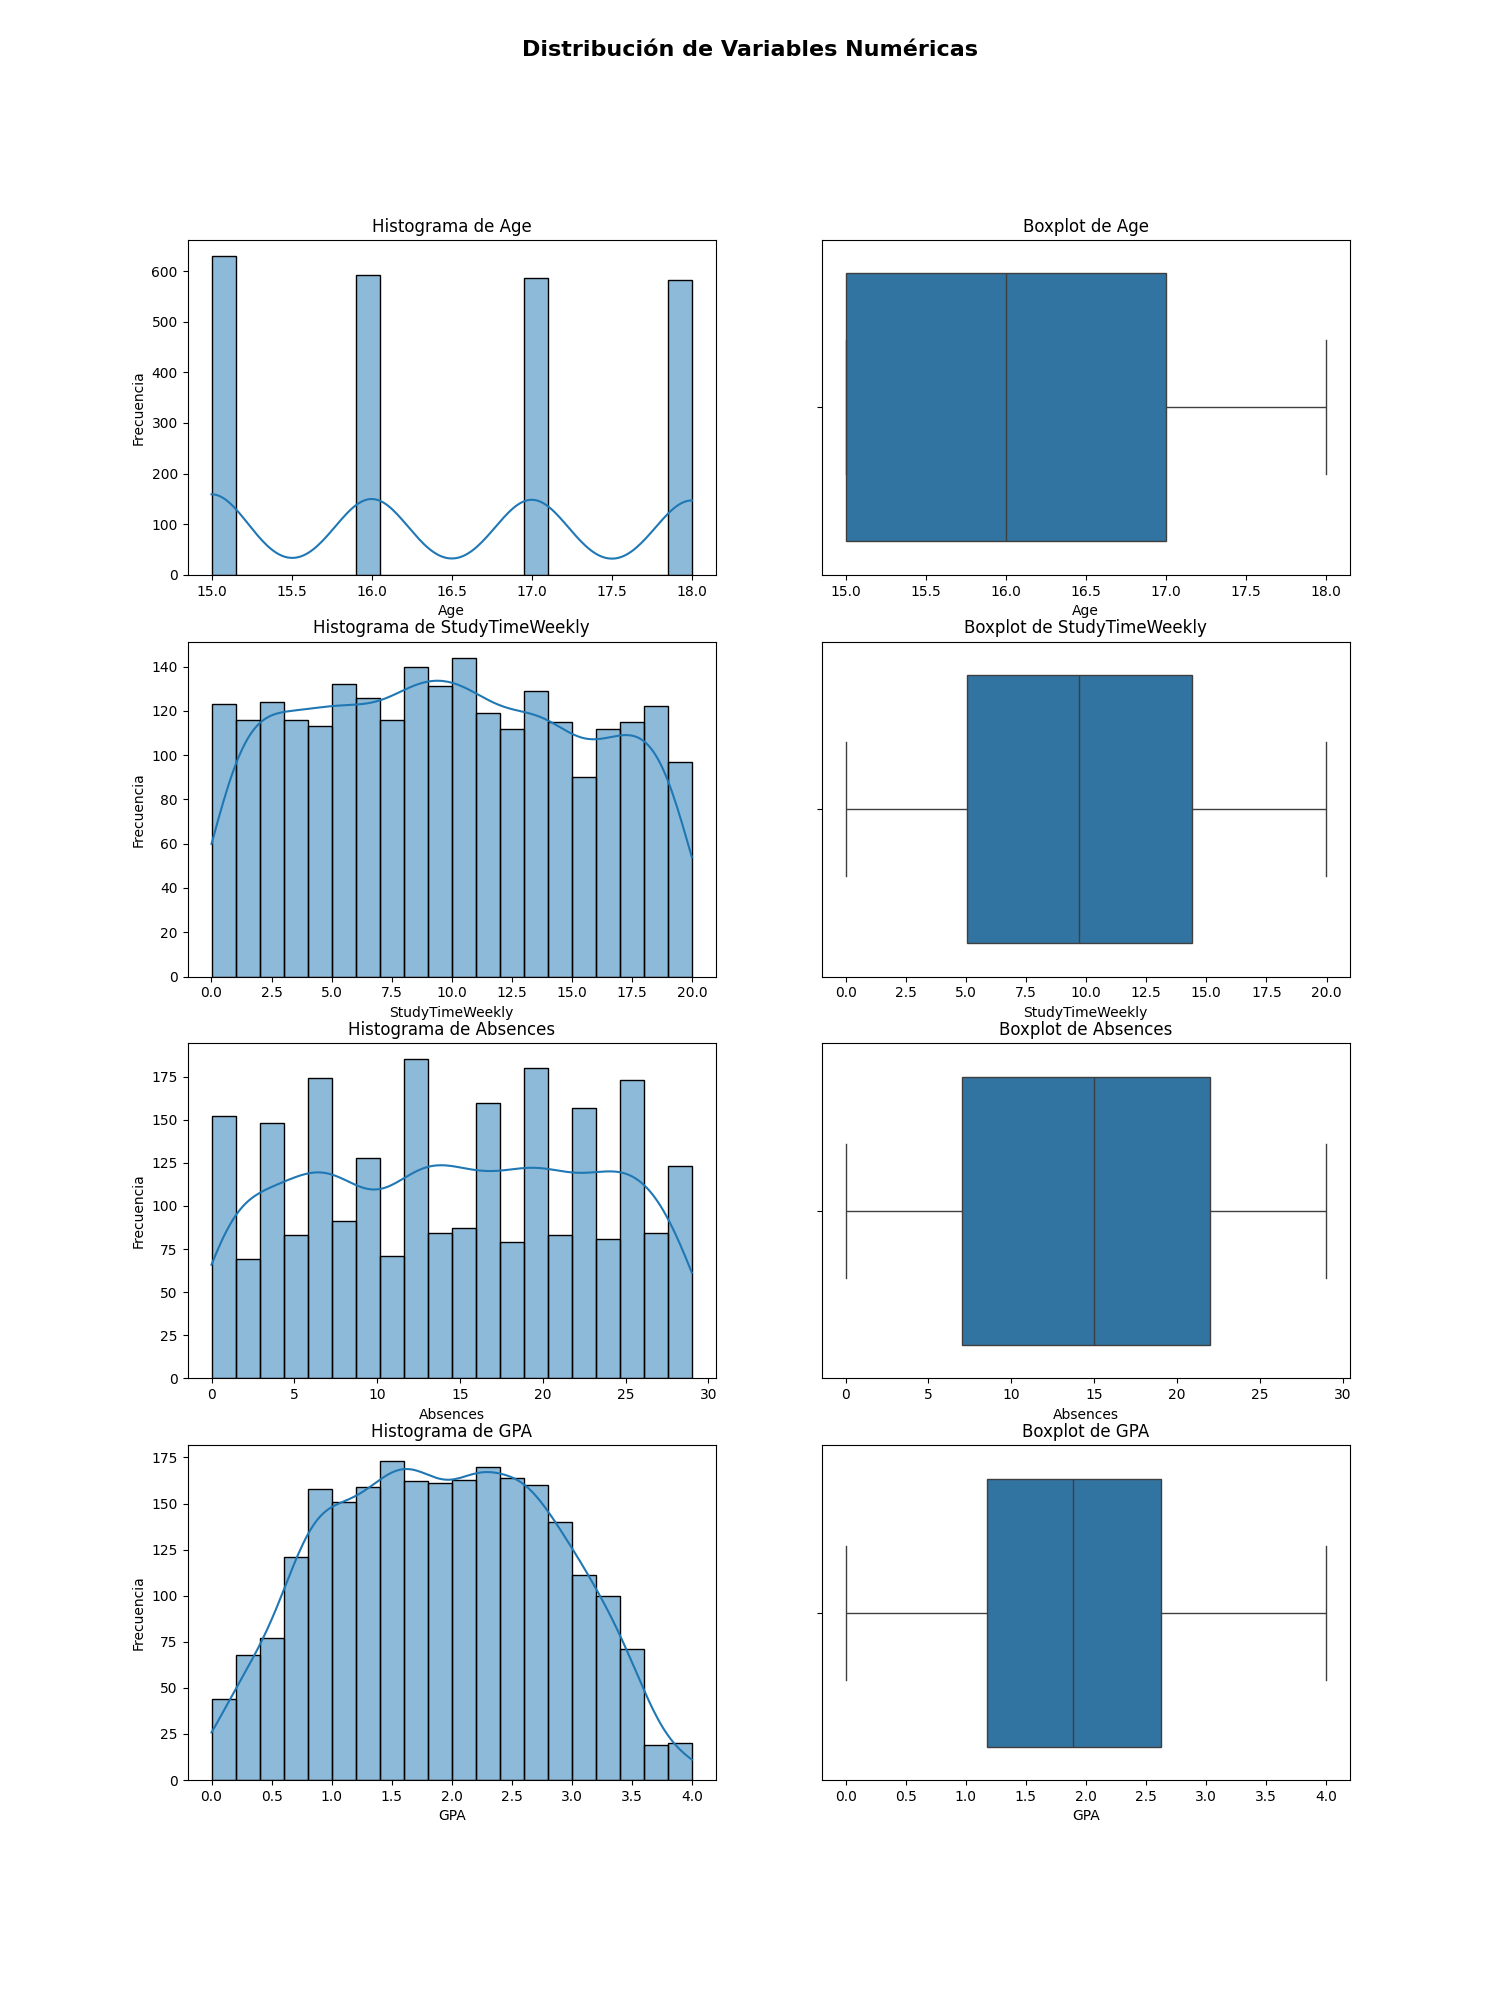 Distribución de Variables Numéricas
Histograma de Age
Frecuencia
600
500
400
300
200
100
0
15.0 15.5 16.0 16.5 17.0 17.5 18.0
Age
Boxplot de Age
15.0 15.5 16.0 16.5 17.0 17.5 18.0
Age
Histograma de StudyTimeWeekly
Frecuencia
140
120
100
80
60
40
20
0
0.0 2.5 5.0 7.5 10.0 12.5 15.0 17.5 20.0
StudyTimeWeekly
Boxplot de StudyTimeWeekly
0.0 2.5 5.0 7.5 10.0 12.5 15.0 17.5 20.0
StudyTimeWeekly
Histograma de Absences
Frecuencia
175
150
125
100
75
50
25
0
0 5 10 15 20 25 30
Absences
Boxplot de Absences
0 5 10 15 20 25 30
Absences
Histograma de GPA
Frecuencia
175
150
125
100
75
50
25
0
0.0 0.5 1.0 1.5 2.0 2.5 3.0 3.5 4.0
GPA
Boxplot de GPA
0.0 0.5 1.0 1.5 2.0 2.5 3.0 3.5 4.0
GPA